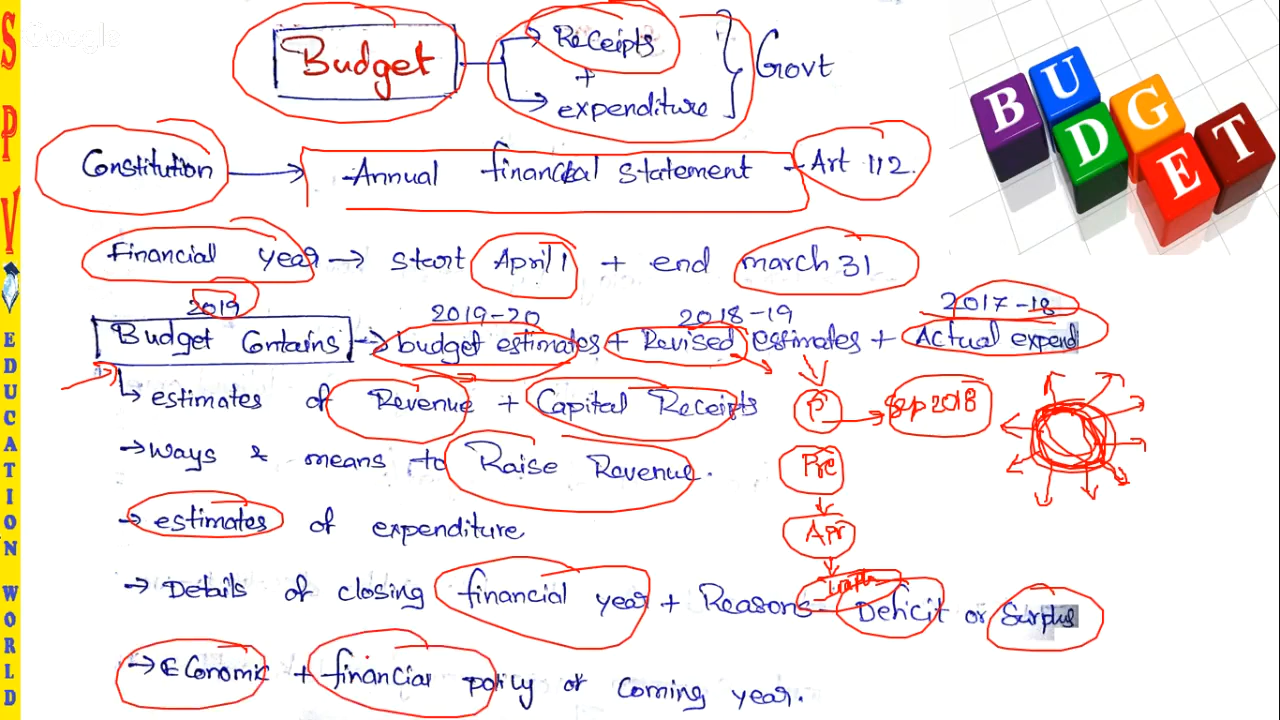 Google
SPV EDUCATION WORLD
Budget
Receipts
+
expenditure
Govt
BUDGET
Constitution → Annual financial statement - Art 112.
Financial year → start April 1 + end march 31
2019 2019-20 2018-19 2017-18
Budget Contains → budget estimates + Revised estimates + Actual expend
→ estimates of Revenue + Capital Receipts
P → Sep 2018
→ Ways & means to Raise Revenue.
Pre
→ estimates of expenditure
Apr
→ Details of closing financial year + Reasons - Deficit or Surplus
→ Economic + financial policy of coming year.